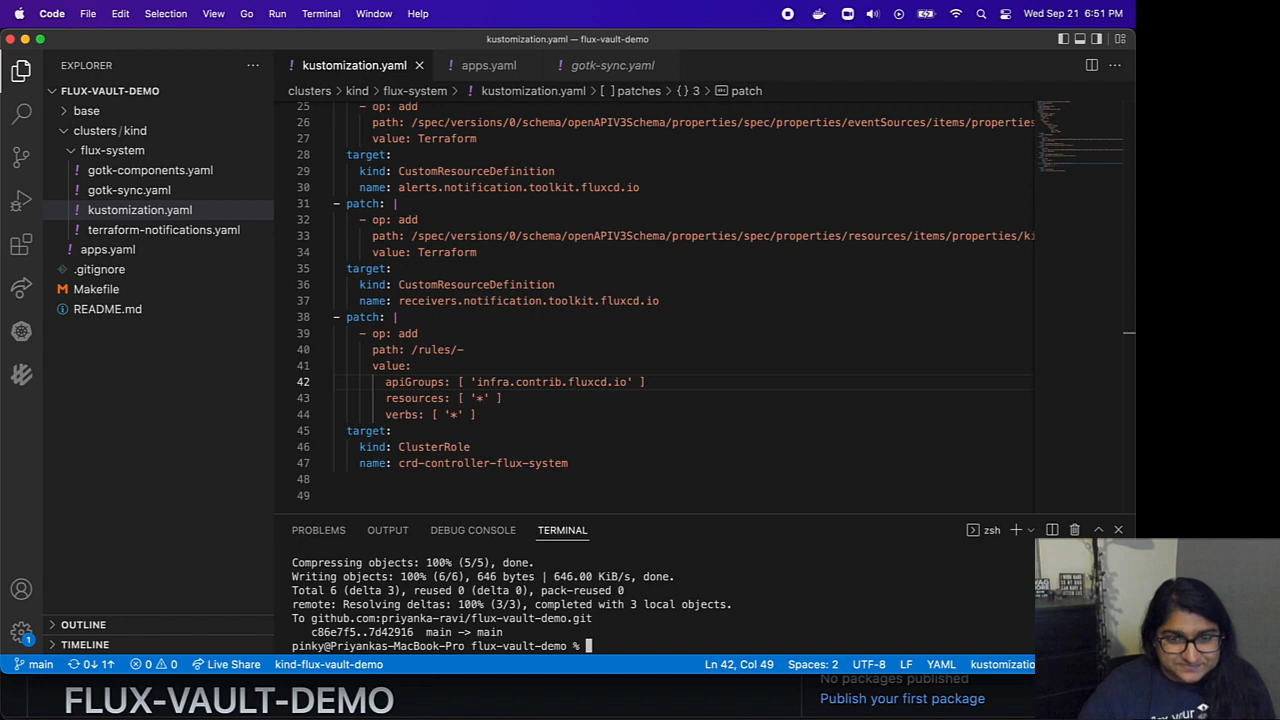 Code File Edit Selection View Go Run Terminal Window Help Wed Sep 21 6:51 PM
kustomization.yaml — flux-vault-demo
EXPLORER
FLUX-VAULT-DEMO
base
clusters / kind
flux-system
! gotk-components.yaml
! gotk-sync.yaml
! kustomization.yaml
! terraform-notifications.yaml
! apps.yaml
.gitignore
M Makefile
README.md
OUTLINE
TIMELINE
! kustomization.yaml ! apps.yaml ! gotk-sync.yaml
clusters > kind > flux-system > ! kustomization.yaml > [ ] patches > { } 3 > patch
25 - op: add
26 path: /spec/versions/0/schema/openAPIV3Schema/properties/spec/properties/eventSources/items/properties
27 value: Terraform
28 target:
29 kind: CustomResourceDefinition
30 name: alerts.notification.toolkit.fluxcd.io
31 - patch: |
32 - op: add
33 path: /spec/versions/0/schema/openAPIV3Schema/properties/spec/properties/resources/items/properties/ki
34 value: Terraform
35 target:
36 kind: CustomResourceDefinition
37 name: receivers.notification.toolkit.fluxcd.io
38 - patch: |
39 - op: add
40 path: /rules/-
41 value:
42 apiGroups: [ 'infra.contrib.fluxcd.io' ]
43 resources: [ '*' ]
44 verbs: [ '*' ]
45 target:
46 kind: ClusterRole
47 name: crd-controller-flux-system
48
49
PROBLEMS OUTPUT DEBUG CONSOLE TERMINAL zsh
Compressing objects: 100% (5/5), done.
Writing objects: 100% (6/6), 646 bytes | 646.00 KiB/s, done.
Total 6 (delta 3), reused 0 (delta 0), pack-reused 0
remote: Resolving deltas: 100% (3/3), completed with 3 local objects.
To github.com:priyanka-ravi/flux-vault-demo.git
c86e7f5..7d42916 main -> main
pinky@Priyankas-MacBook-Pro flux-vault-demo %
1
main 0↓ 1↑ 0 0 Live Share kind-flux-vault-demo Ln 42, Col 49 Spaces: 2 UTF-8 LF YAML kustomizatio
No packages published
Publish your first package
FLUX-VAULT-DEMO